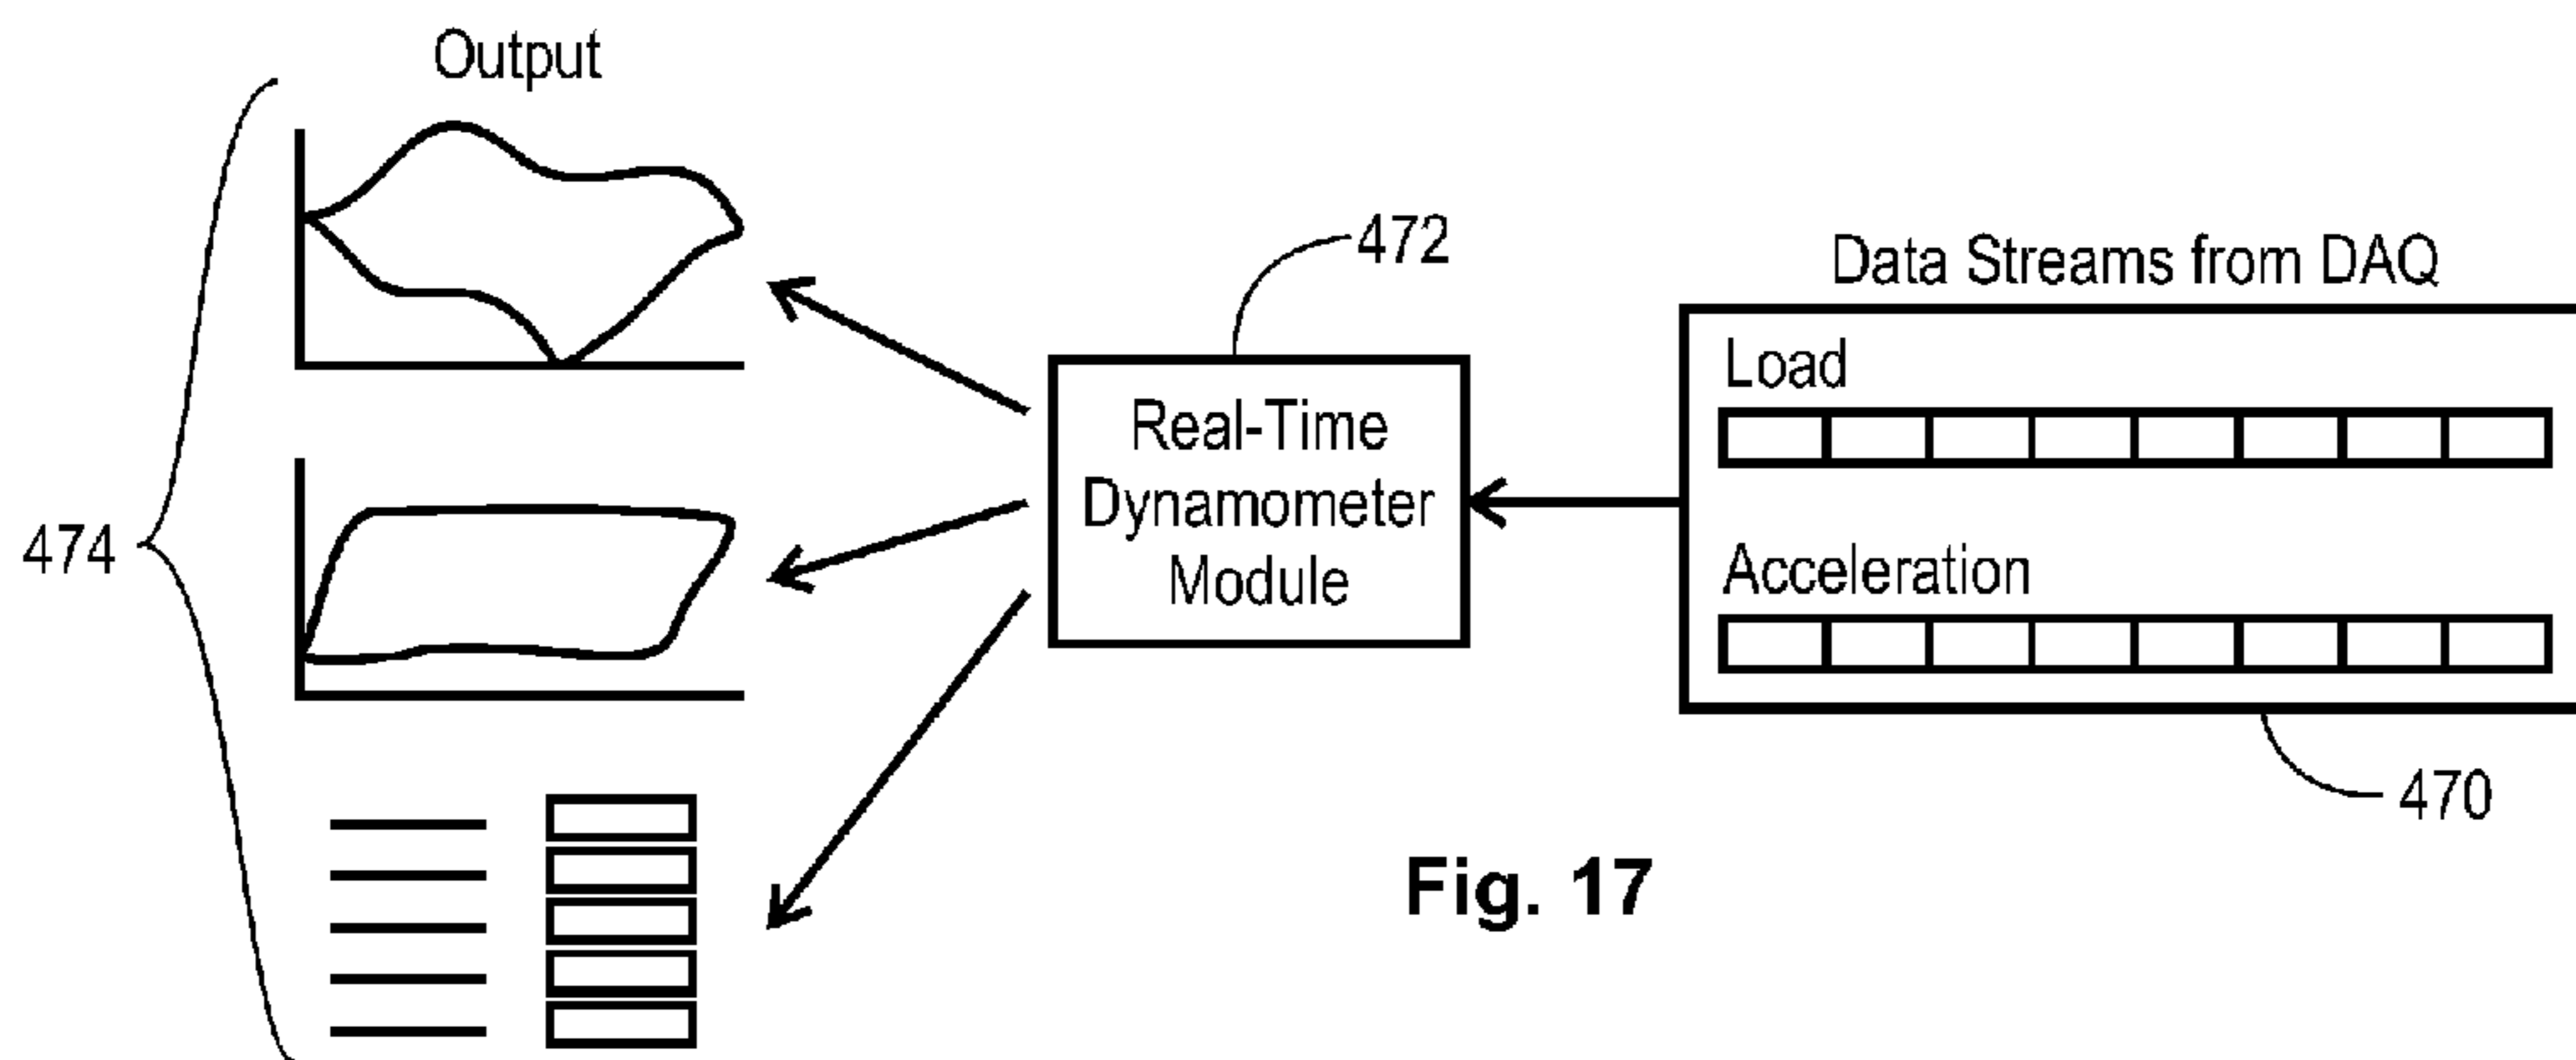 Output
474
472
Real-Time
Dynamometer
Module
Data Streams from DAQ
Load
Acceleration
470
Fig. 17